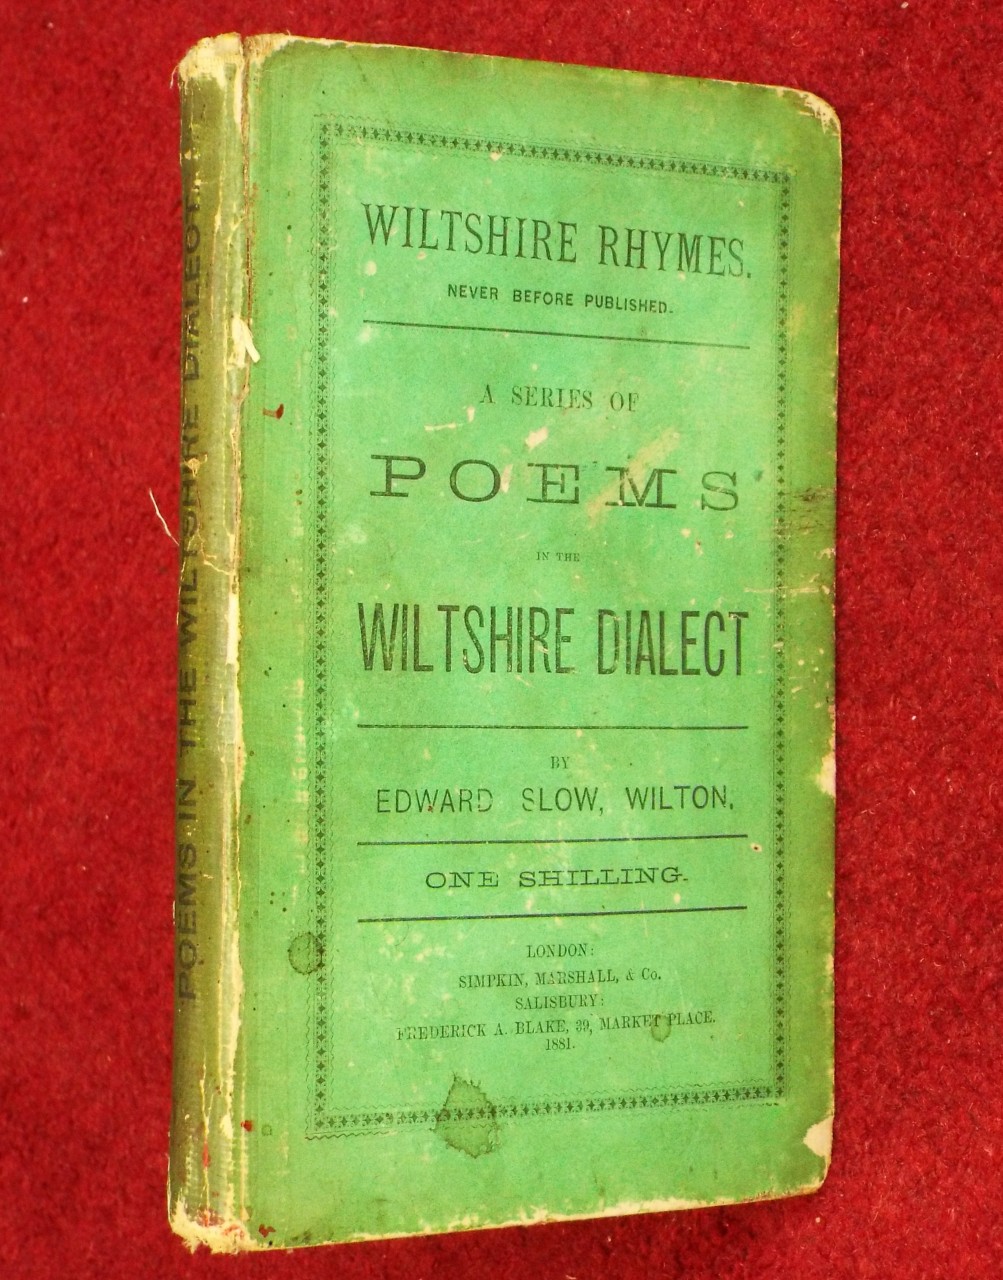 WILTSHIRE RHYMES.
NEVER BEFORE PUBLISHED.
A SERIES OF
POEMS
IN THE
WILTSHIRE DIALECT
BY
EDWARD SLOW, WILTON.
ONE SHILLING.
LONDON:
SIMPKIN, MARSHALL, & Co.
SALISBURY:
FREDERICK A. BLAKE, 39, MARKET PLACE.
1881.
POEMS IN THE WILTSHIRE DIALECT